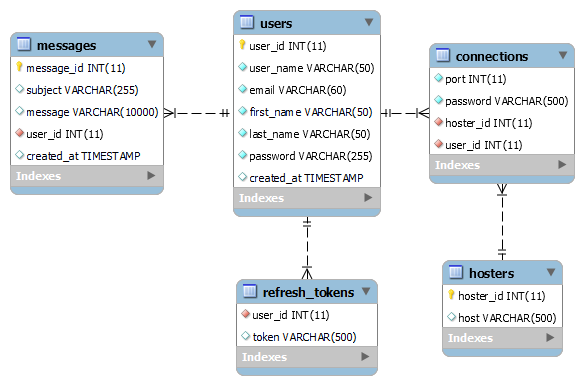 messages
message_id INT(11)
subject VARCHAR(255)
message VARCHAR(10000)
user_id INT(11)
created_at TIMESTAMP
Indexes
users
user_id INT(11)
user_name VARCHAR(50)
email VARCHAR(60)
first_name VARCHAR(50)
last_name VARCHAR(50)
password VARCHAR(255)
created_at TIMESTAMP
Indexes
connections
port INT(11)
password VARCHAR(500)
hoster_id INT(11)
user_id INT(11)
Indexes
refresh_tokens
user_id INT(11)
token VARCHAR(500)
Indexes
hosters
hoster_id INT(11)
host VARCHAR(500)
Indexes